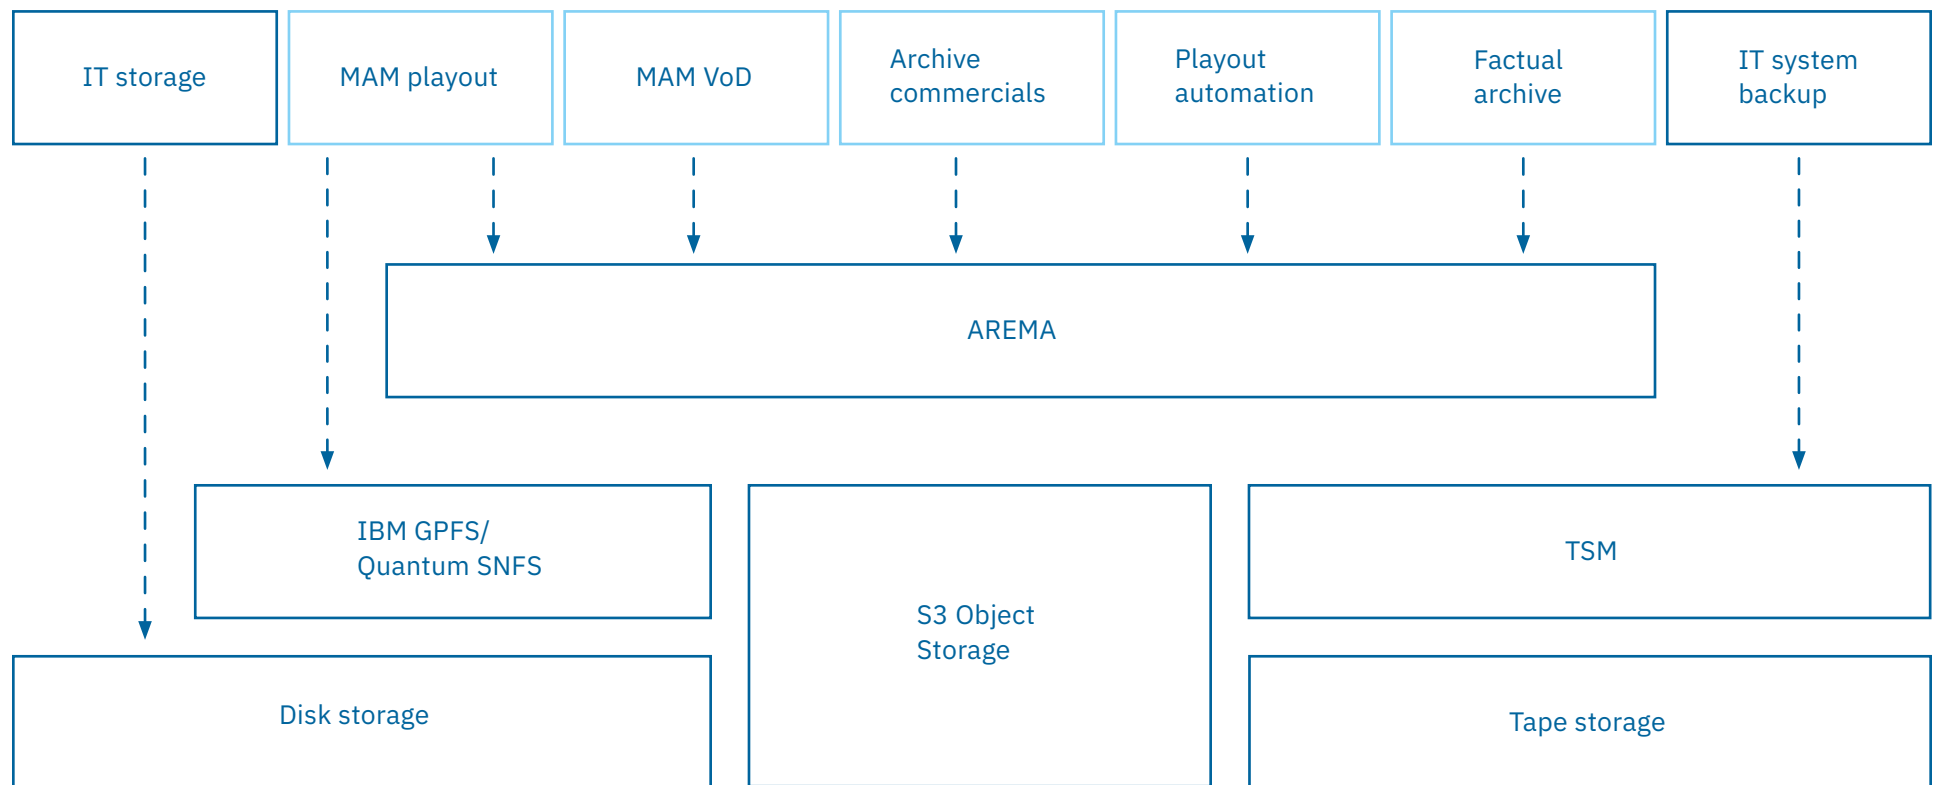 IT storage
MAM playout
MAM VoD
Archive
commercials
Playout
automation
Factual
archive
IT system
backup
AREMA
IBM GPFS/
Quantum SNFS
S3 Object
Storage
TSM
Disk storage
Tape storage